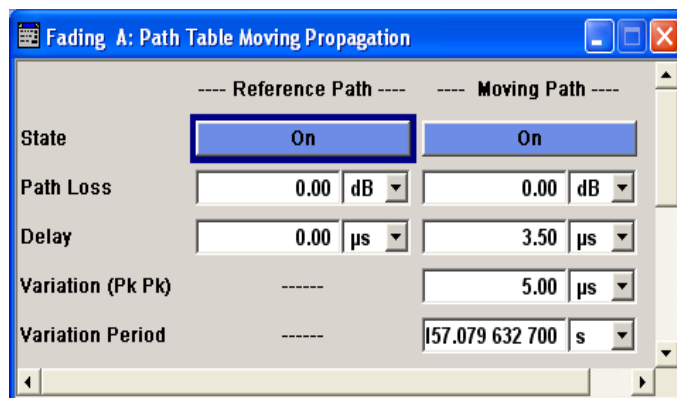 Fading A: Path Table Moving Propagation
---- Reference Path ---- ---- Moving Path ----
State On On
Path Loss 0.00 dB 0.00 dB
Delay 0.00 µs 3.50 µs
Variation (Pk Pk) ------ 5.00 µs
Variation Period ------ 157.079 632 700 s